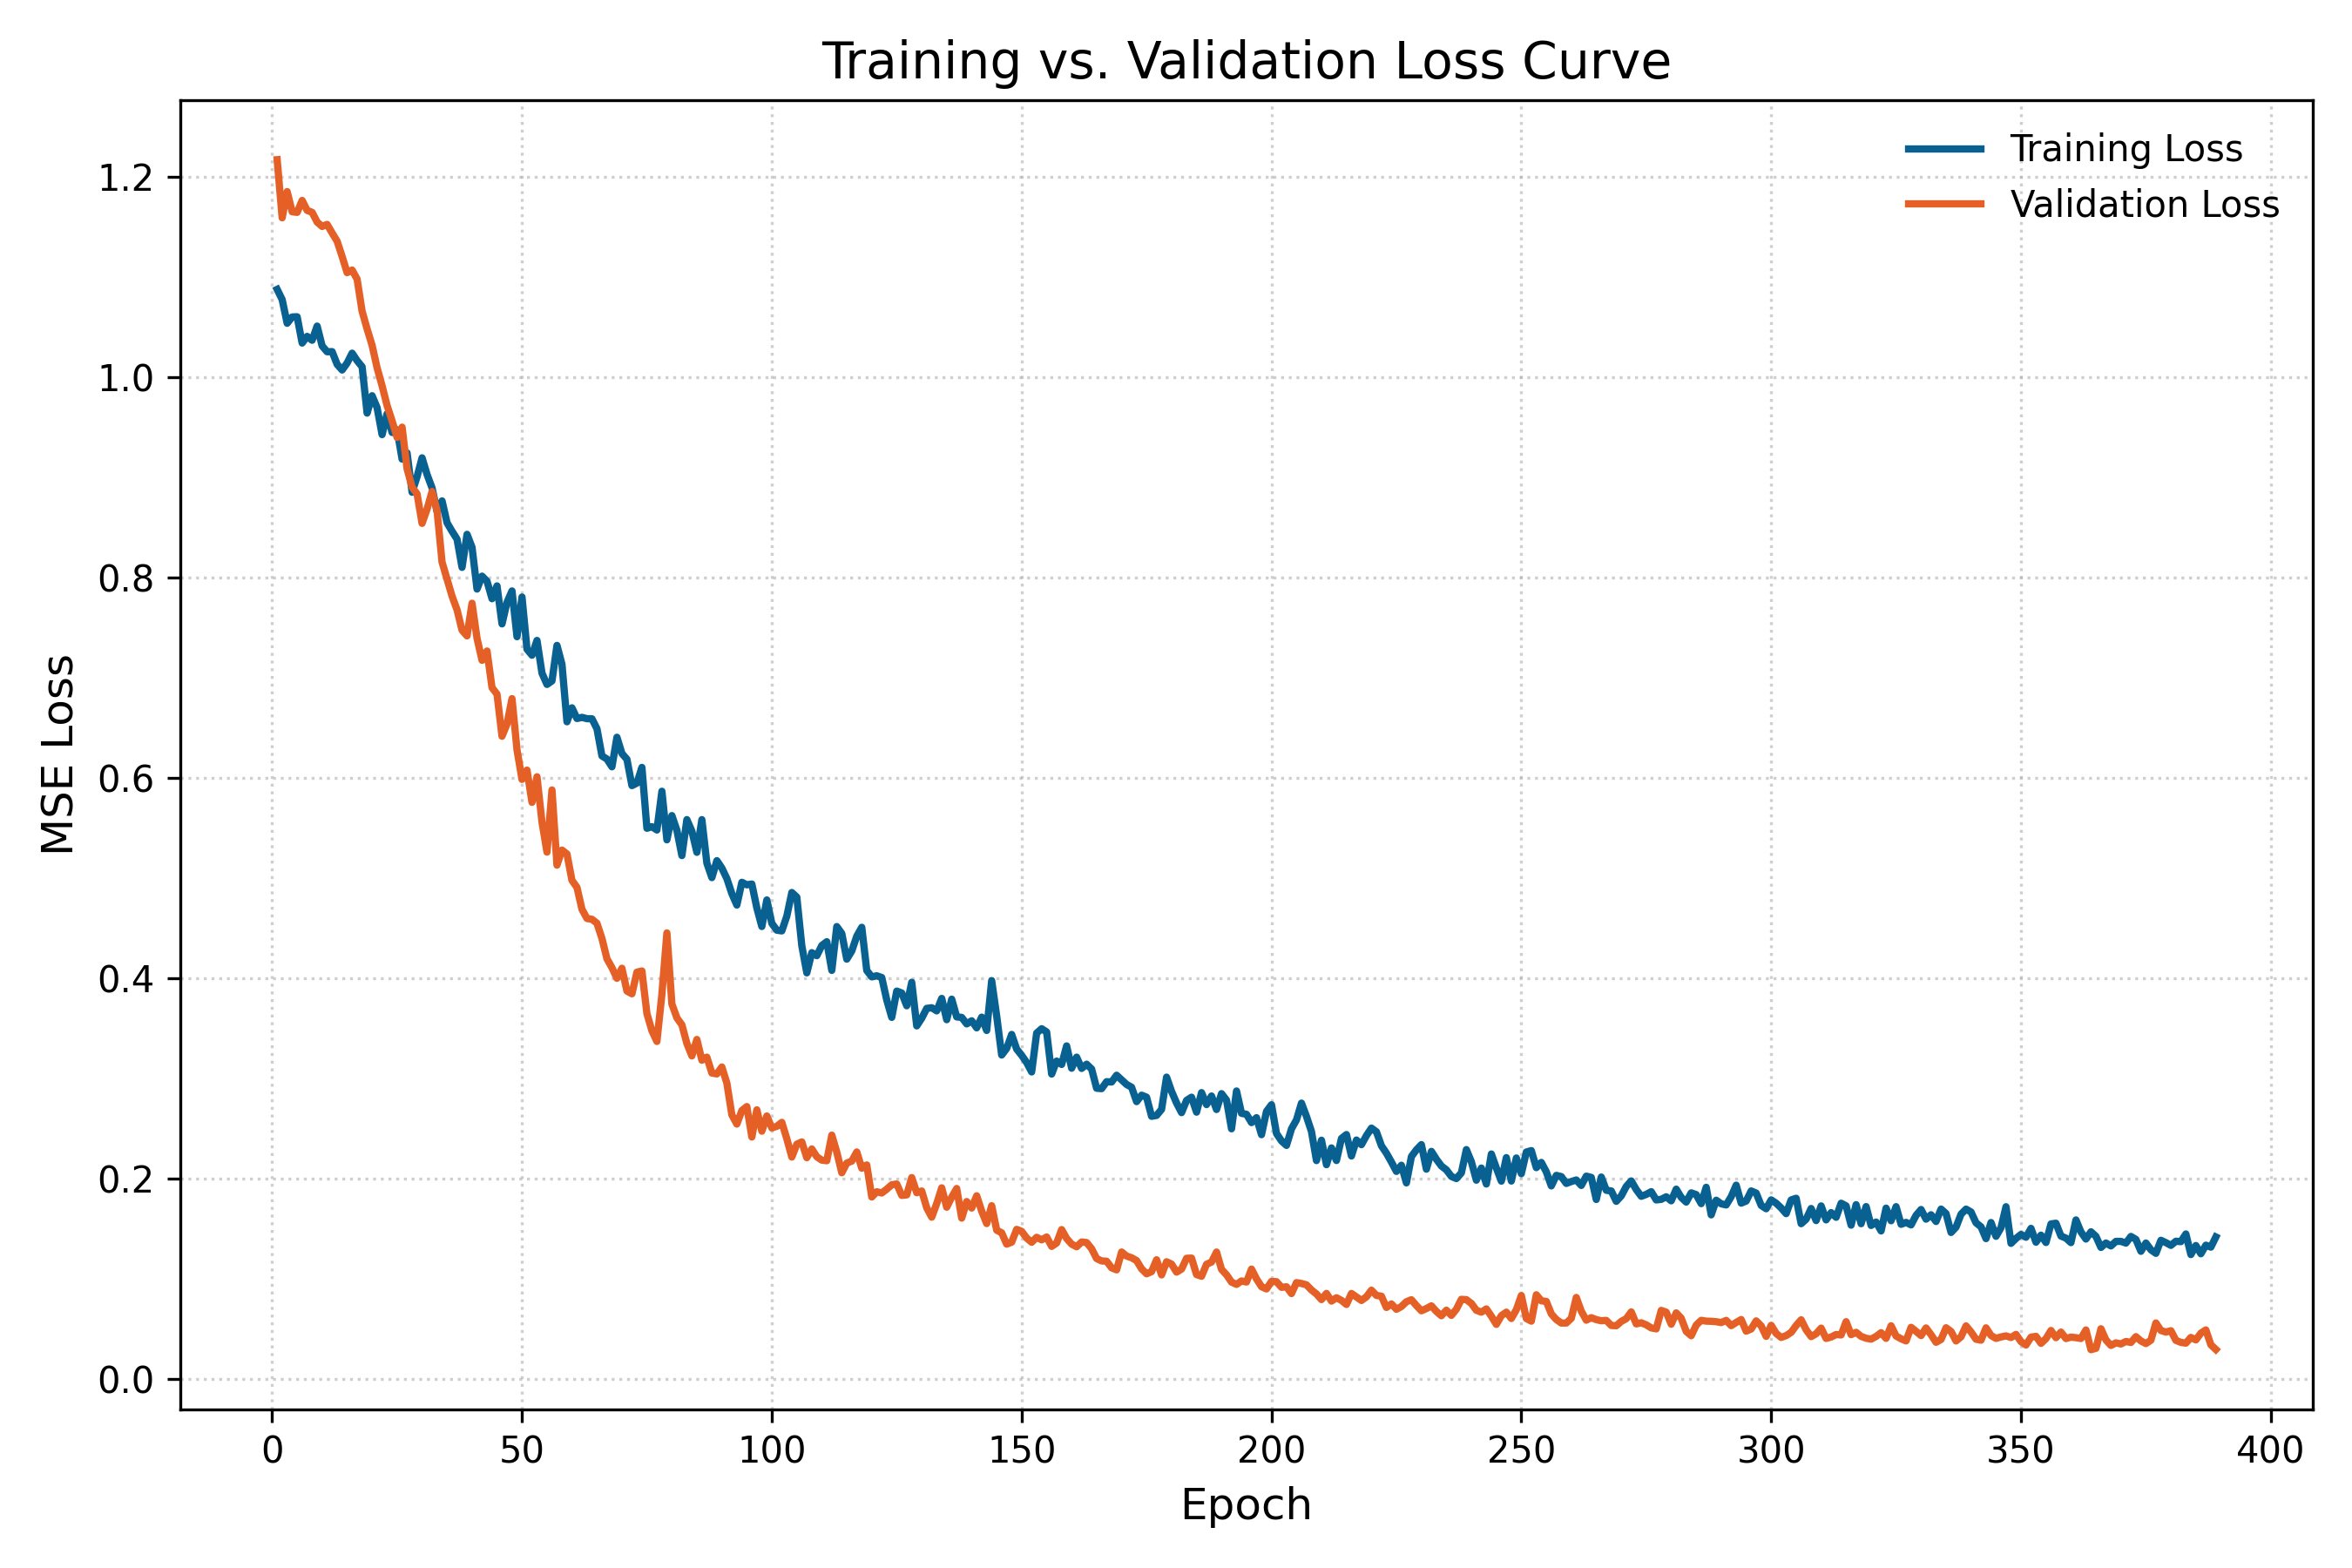 Training vs. Validation Loss Curve
Training Loss
Validation Loss
1.2
1.0
0.8
0.6
0.4
0.2
0.0
MSE Loss
0 50 100 150 200 250 300 350 400
Epoch